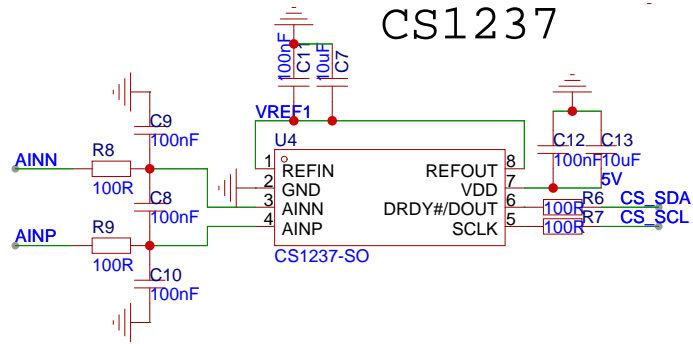 CS1237
100nF
C1
10uF
C7
VREF1
U4
C9
100nF
C12
100nF
C13
10uF
5V
AINN
R8
100R
1
REFIN
REFOUT
8
2
GND
VDD
7
C8
100nF
3
AINN
DRDY#/DOUT
6
100R
R6
CS_SDA
AINP
R9
100R
4
AINP
SCLK
5
100R
R7
CS_SCL
CS1237-SO
C10
100nF